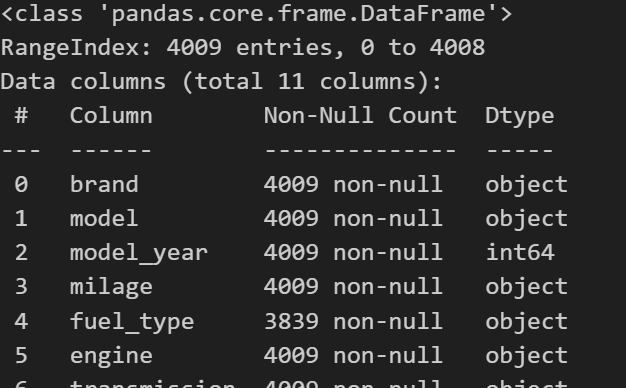 <class 'pandas.core.frame.DataFrame'>
RangeIndex: 4009 entries, 0 to 4008
Data columns (total 11 columns):
 #   Column        Non-Null Count  Dtype
---  ------        --------------  -----
 0   brand         4009 non-null   object
 1   model         4009 non-null   object
 2   model_year    4009 non-null   int64
 3   milage        4009 non-null   object
 4   fuel_type     3839 non-null   object
 5   engine        4009 non-null   object
 6   transmission  4009 non-null   object